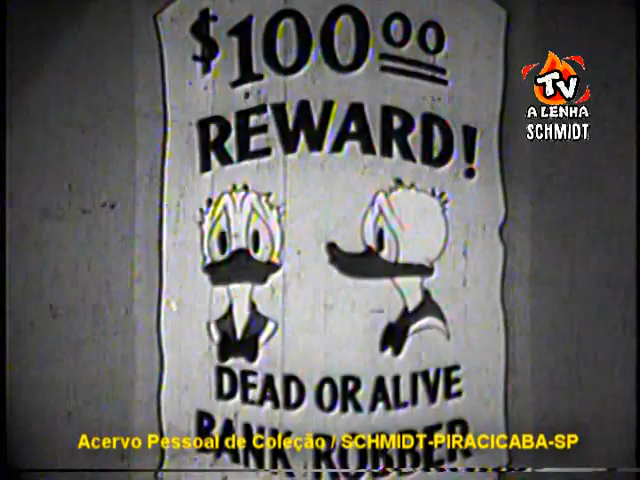 $100.00
REWARD!
TV
A LENHA
SCHMIDT
DEAD OR ALIVE
BANK ROBBER
Acervo Pessoal de Coleção / SCHMIDT-PIRACICABA-SP